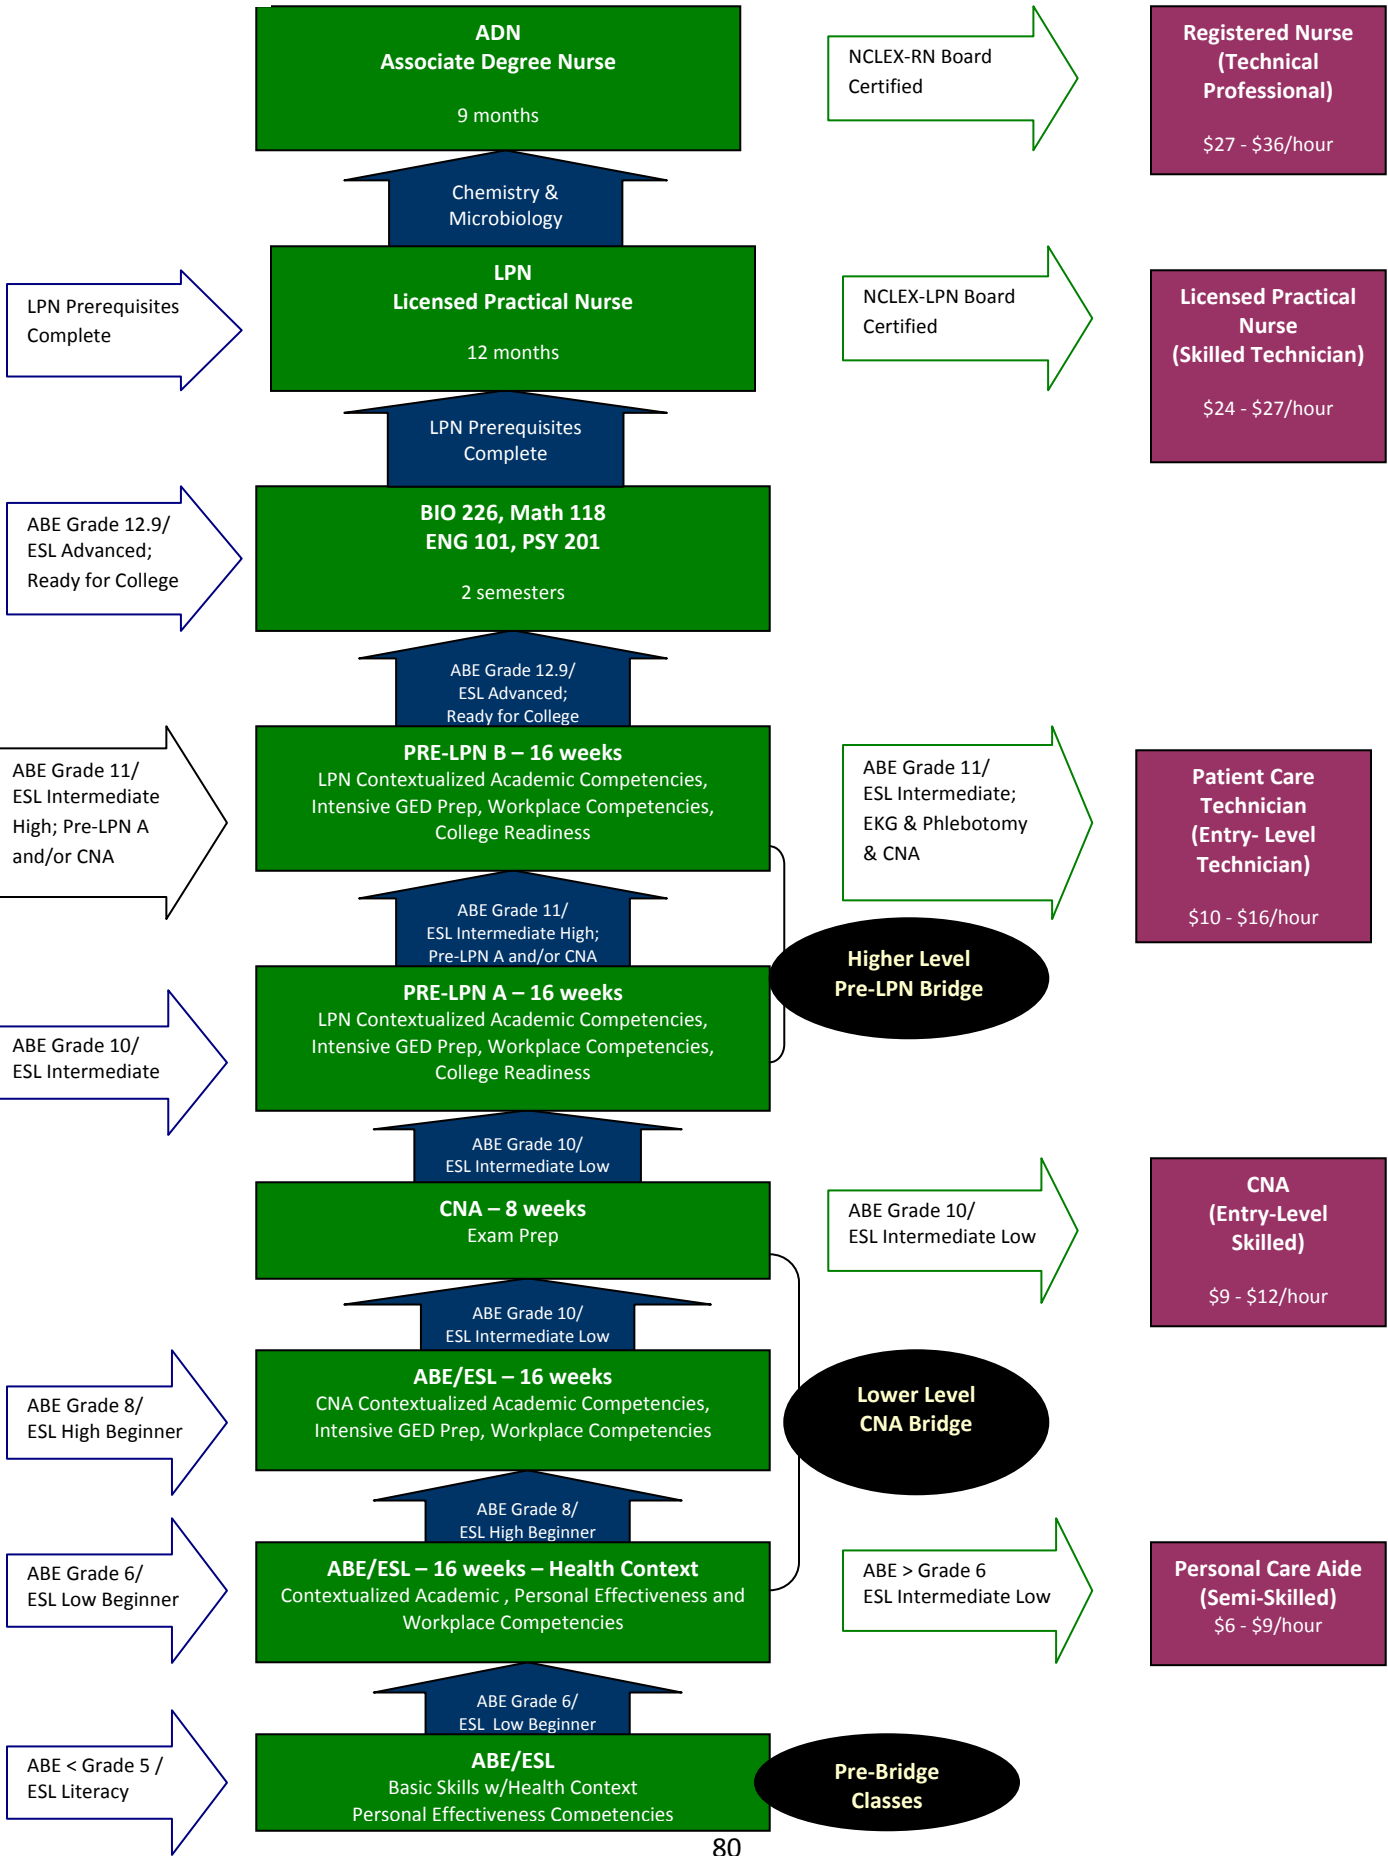 ADN
Associate Degree Nurse
9 months
NCLEX-RN Board
Certified
Registered Nurse
(Technical
Professional)
$27 - $36/hour
Chemistry &
Microbiology
LPN Prerequisites
Complete
LPN
Licensed Practical Nurse
12 months
NCLEX-LPN Board
Certified
Licensed Practical
Nurse
(Skilled Technician)
$24 - $27/hour
LPN Prerequisites
Complete
ABE Grade 12.9/
ESL Advanced;
Ready for College
BIO 226, Math 118
ENG 101, PSY 201
2 semesters
ABE Grade 12.9/
ESL Advanced;
Ready for College
ABE Grade 11/
ESL Intermediate
High; Pre-LPN A
and/or CNA
PRE-LPN B – 16 weeks
LPN Contextualized Academic Competencies,
Intensive GED Prep, Workplace Competencies,
College Readiness
ABE Grade 11/
ESL Intermediate;
EKG & Phlebotomy
& CNA
Patient Care
Technician
(Entry- Level
Technician)
$10 - $16/hour
ABE Grade 11/
ESL Intermediate High;
Pre-LPN A and/or CNA
Higher Level
Pre-LPN Bridge
ABE Grade 10/
ESL Intermediate
PRE-LPN A – 16 weeks
LPN Contextualized Academic Competencies,
Intensive GED Prep, Workplace Competencies,
College Readiness
ABE Grade 10/
ESL Intermediate Low
CNA – 8 weeks
Exam Prep
ABE Grade 10/
ESL Intermediate Low
CNA
(Entry-Level
Skilled)
$9 - $12/hour
ABE Grade 10/
ESL Intermediate Low
ABE Grade 8/
ESL High Beginner
ABE/ESL – 16 weeks
CNA Contextualized Academic Competencies,
Intensive GED Prep, Workplace Competencies
Lower Level
CNA Bridge
ABE Grade 8/
ESL High Beginner
ABE Grade 6/
ESL Low Beginner
ABE/ESL – 16 weeks – Health Context
Contextualized Academic , Personal Effectiveness and
Workplace Competencies
ABE > Grade 6
ESL Intermediate Low
Personal Care Aide
(Semi-Skilled)
$6 - $9/hour
ABE Grade 6/
ESL  Low Beginner
ABE < Grade 5 /
ESL Literacy
ABE/ESL
Basic Skills w/Health Context
Personal Effectiveness Competencies
Pre-Bridge
Classes
80